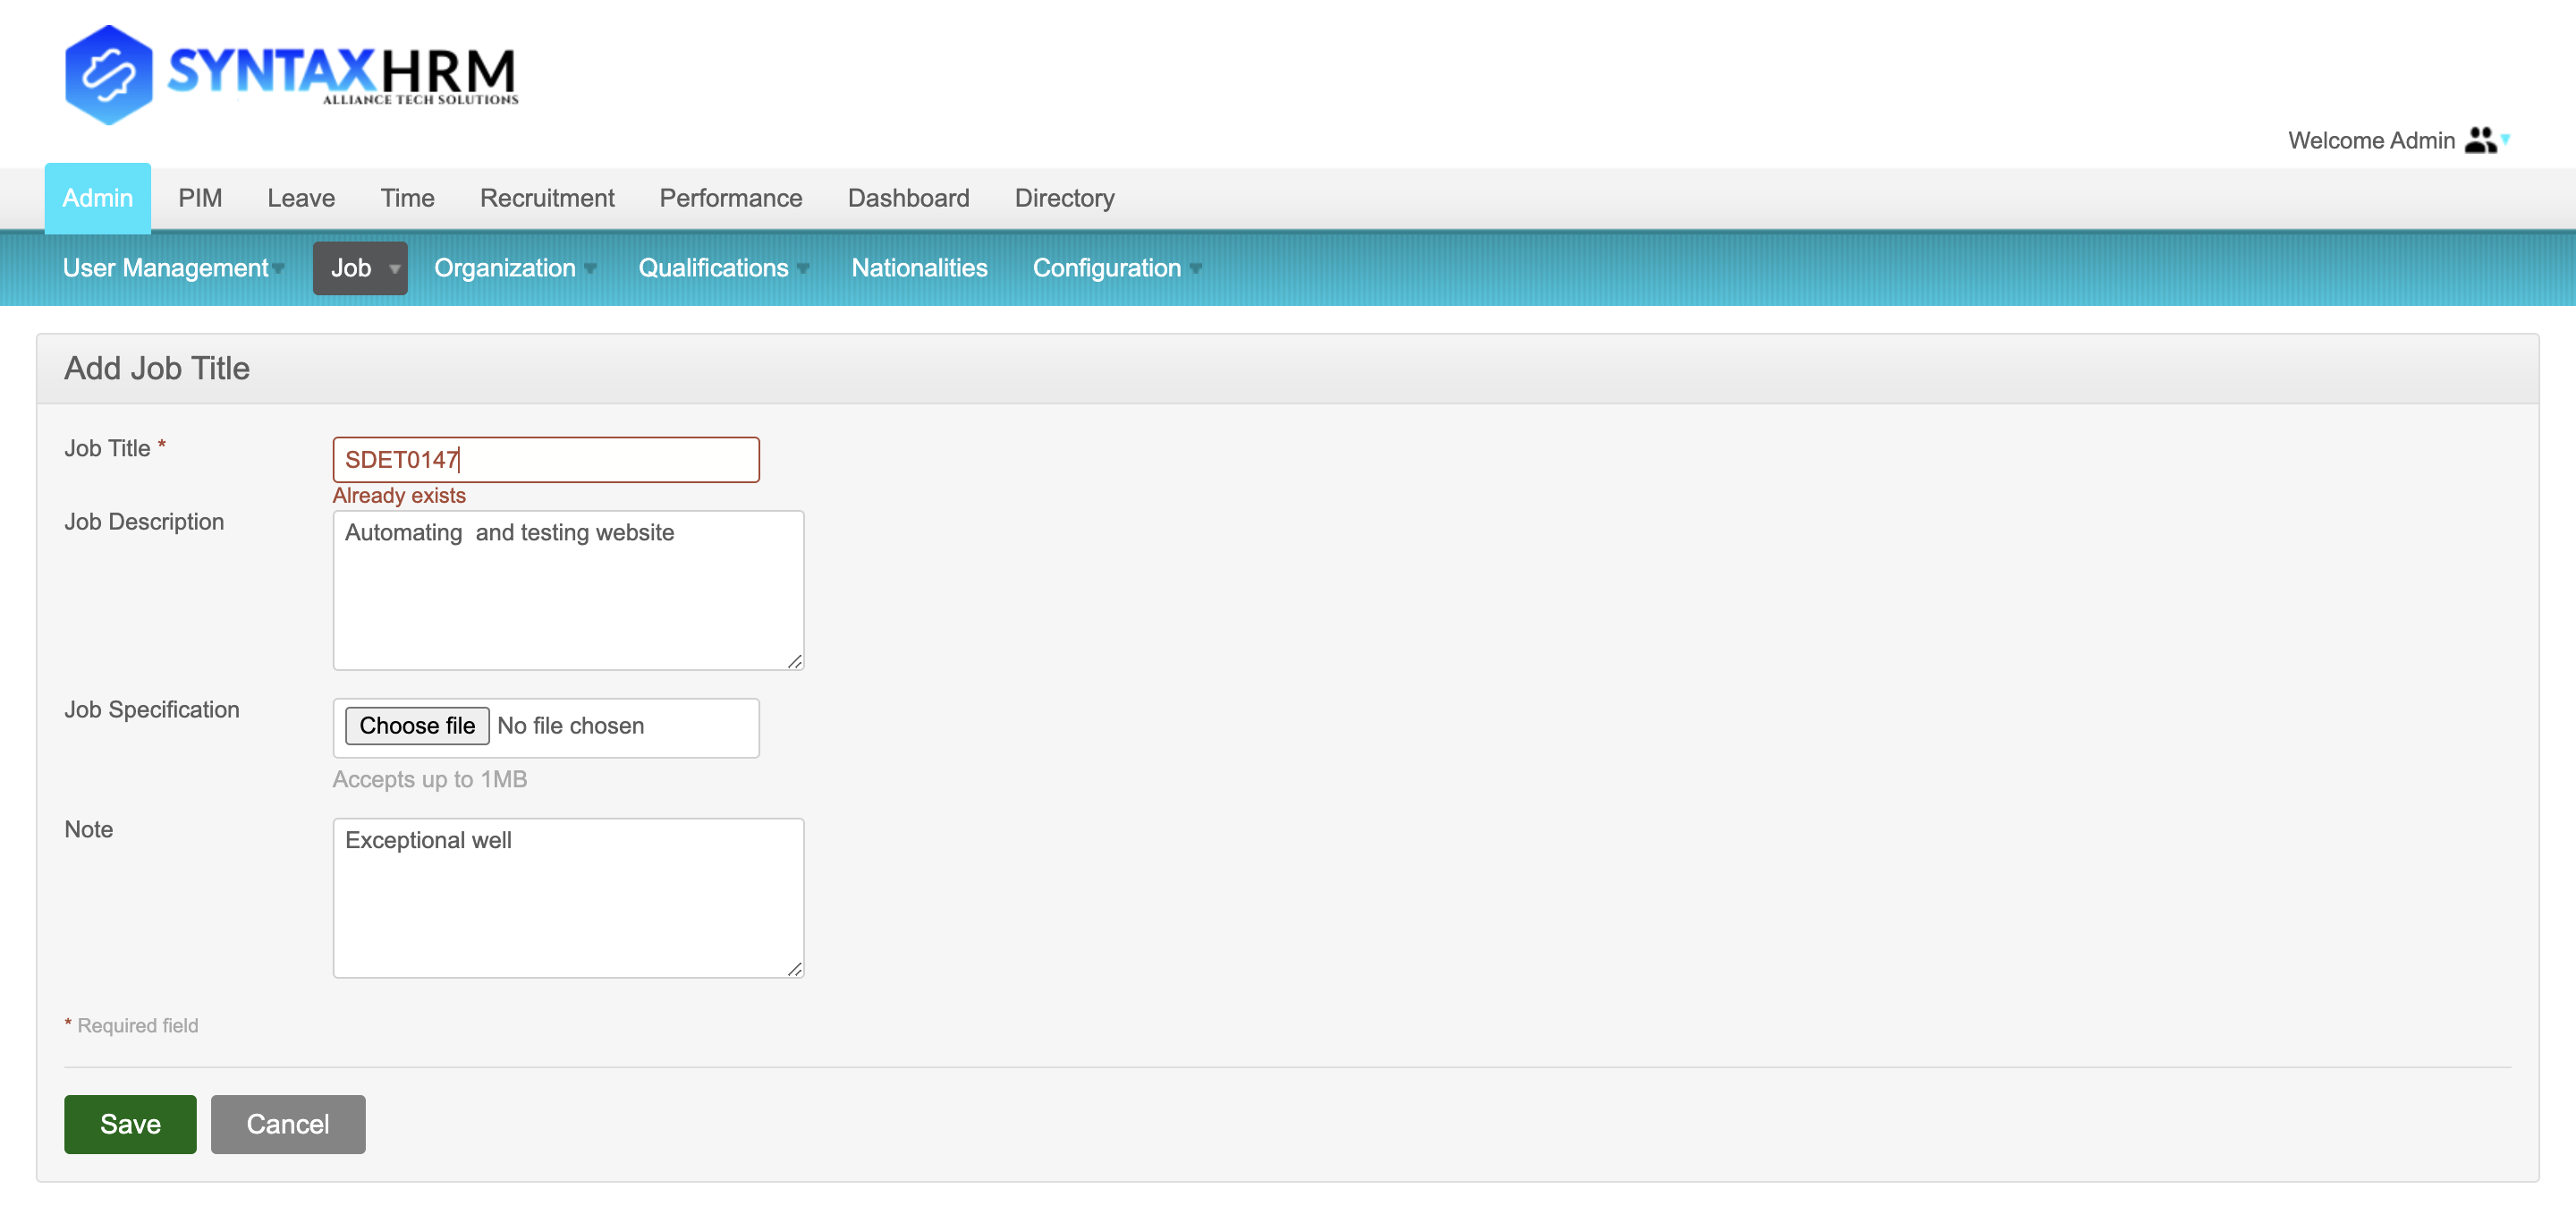 SYNTAXHRM
ALLIANCE TECH SOLUTIONS
Welcome Admin
Admin PIM Leave Time Recruitment Performance Dashboard Directory
User Management Job Organization Qualifications Nationalities Configuration
Add Job Title
Job Title * SDET0147
Already exists
Job Description Automating  and testing website
Job Specification Choose file No file chosen
Accepts up to 1MB
Note Exceptional well
* Required field
Save Cancel